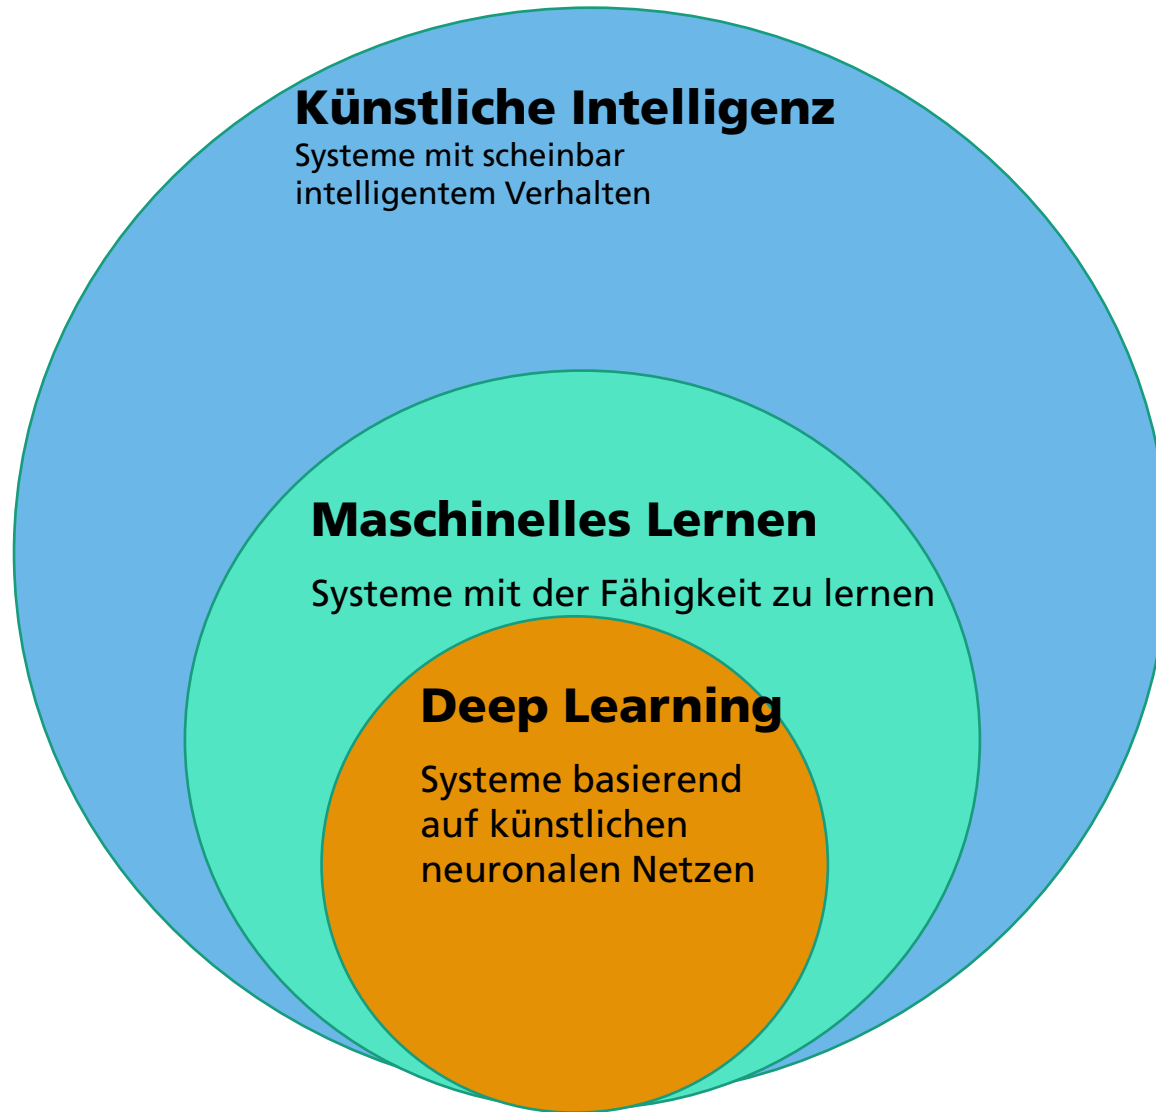 Künstliche Intelligenz
Systeme mit scheinbar
intelligentem Verhalten
Maschinelles Lernen
Systeme mit der Fähigkeit zu lernen
Deep Learning
Systeme basierend
auf künstlichen
neuronalen Netzen